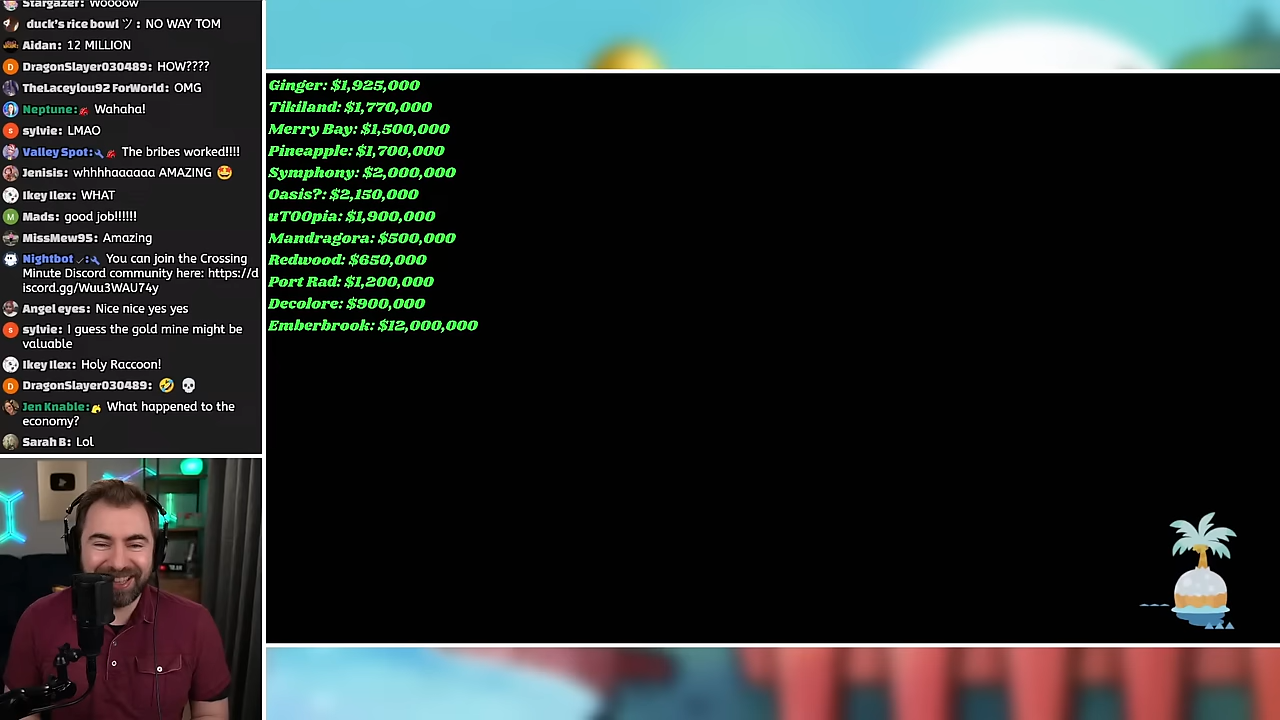 Stargazer: Wooooow
duck's rice bowl ツ : NO WAY TOM
Aidan: 12 MILLION
DragonSlayer030489: HOW????
TheLaceylou92 ForWorld: OMG
Neptune: Wahaha!
sylvie: LMAO
Valley Spot: The bribes worked!!!!
Jenisis: whhhhaaaaaa AMAZING 🤩
Ikey Ilex: WHAT
Mads: good job!!!!!!
MissMew95: Amazing
Nightbot : You can join the Crossing
Minute Discord community here: https://d
iscord.gg/Wuu3WAU74y
Angel eyes: Nice nice yes yes
sylvie: I guess the gold mine might be
valuable
Ikey Ilex: Holy Raccoon!
DragonSlayer030489: 🤣 💀
Jen Knable: What happened to the
economy?
Sarah B: Lol
Ginger: $1,925,000
Tikiland: $1,770,000
Merry Bay: $1,500,000
Pineapple: $1,700,000
Symphony: $2,000,000
Oasis?: $2,150,000
uTOOpia: $1,900,000
Mandragora: $500,000
Redwood: $650,000
Port Rad: $1,200,000
Decolore: $900,000
Emberbrook: $12,000,000